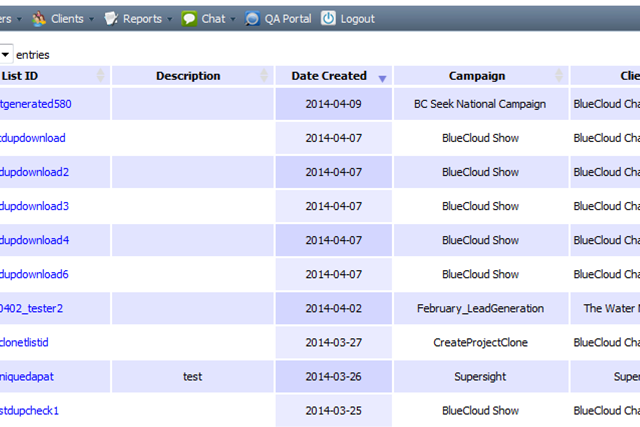 ers Clients Reports Chat QA Portal Logout
entries
List ID Description Date Created Campaign Clie
tgenerated580 2014-04-09 BC Seek National Campaign BlueCloud Cha
tdupdownload 2014-04-07 BlueCloud Show BlueCloud Cha
dupdownload2 2014-04-07 BlueCloud Show BlueCloud Cha
dupdownload3 2014-04-07 BlueCloud Show BlueCloud Cha
dupdownload4 2014-04-07 BlueCloud Show BlueCloud Cha
dupdownload6 2014-04-07 BlueCloud Show BlueCloud Cha
0402_tester2 2014-04-02 February_LeadGeneration The Water M
clonetlistid 2014-03-27 CreateProjectClone BlueCloud Cha
niquedapat test 2014-03-26 Supersight Supe
stdupcheck1 2014-03-25 BlueCloud Show BlueCloud Cha